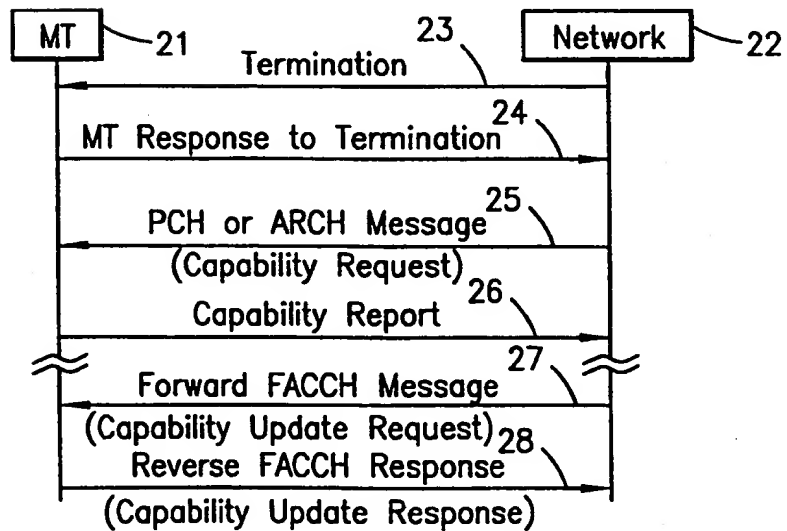 MT 21 23 Network 22
Termination
24
MT Response to Termination
25
PCH or ARCH Message
(Capability Request)
26
Capability Report
27
Forward FACCH Message
(Capability Update Request)
28
Reverse FACCH Response
(Capability Update Response)